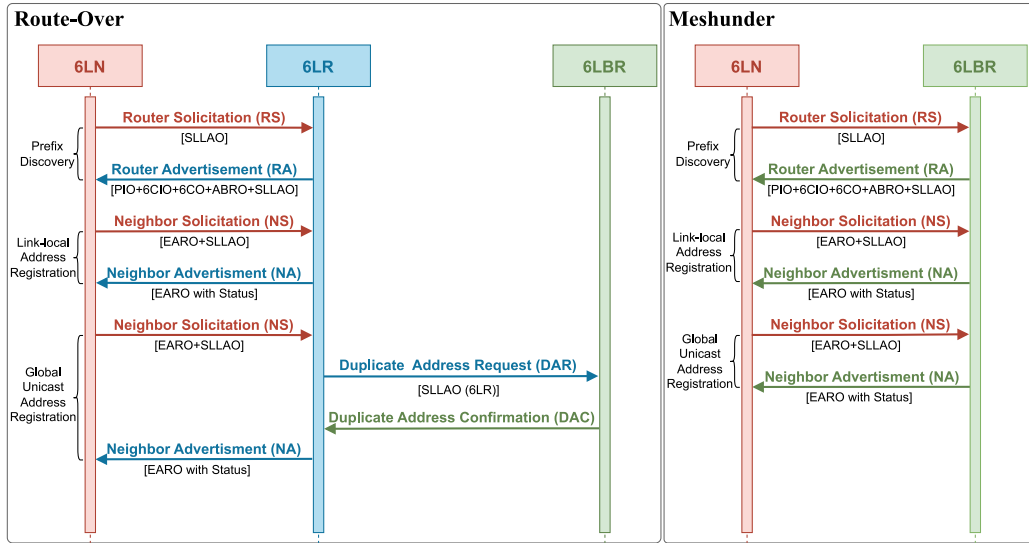 Route-Over
6LN
6LR
6LBR
Router Solicitation (RS)
[SLLAO]
Prefix
Discovery
Router Advertisement (RA)
[PIO+6CIO+6CO+ABRO+SLLAO]
Neighbor Solicitation (NS)
[EARO+SLLAO]
Link-local
Address
Registration
Neighbor Advertisment (NA)
[EARO with Status]
Neighbor Solicitation (NS)
[EARO+SLLAO]
Global
Unicast
Address
Registration
Duplicate Address Request (DAR)
[SLLAO (6LR)]
Duplicate Address Confirmation (DAC)
Neighbor Advertisment (NA)
[EARO with Status]
Meshunder
6LN
6LBR
Router Solicitation (RS)
[SLLAO]
Prefix
Discovery
Router Advertisement (RA)
[PIO+6CIO+6CO+ABRO+SLLAO]
Neighbor Solicitation (NS)
[EARO+SLLAO]
Link-local
Address
Registration
Neighbor Advertisment (NA)
[EARO with Status]
Neighbor Solicitation (NS)
[EARO+SLLAO]
Global
Unicast
Address
Registration
Neighbor Advertisment (NA)
[EARO with Status]